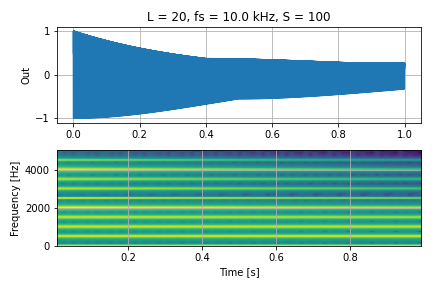 L = 20, fs = 10.0 kHz, S = 100
1
0
−1
Out
0.0 0.2 0.4 0.6 0.8 1.0
4000
2000
0
Frequency [Hz]
0.2 0.4 0.6 0.8
Time [s]